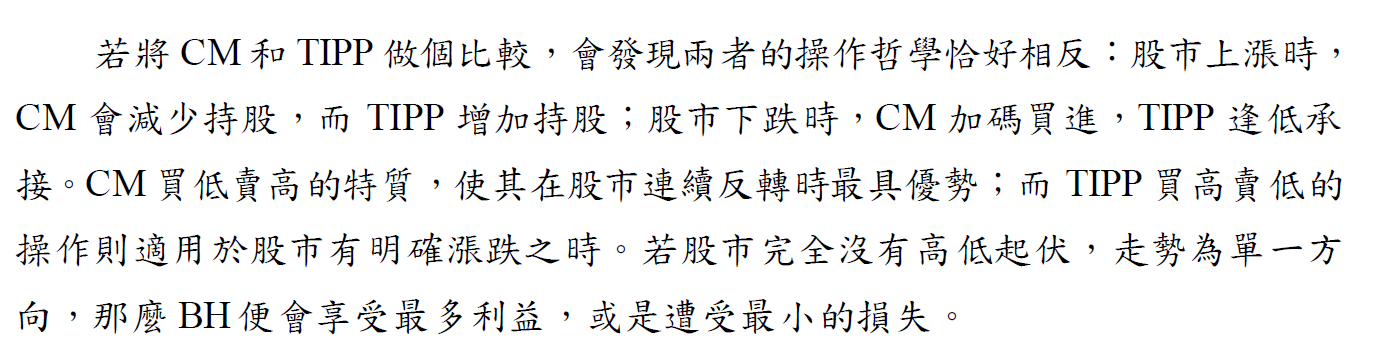 若將 CM 和 TIPP 做個比較，會發現兩者的操作哲學恰好相反：股市上漲時，
CM 會減少持股，而 TIPP 增加持股；股市下跌時，CM 加碼買進，TIPP 逢低承
接。CM 買低賣高的特質，使其在股市連續反轉時最具優勢；而 TIPP 買高賣低的
操作則適用於股市有明確漲跌之時。若股市完全沒有高低起伏，走勢為單一方
向，那麼 BH 便會享受最多利益，或是遭受最小的損失。